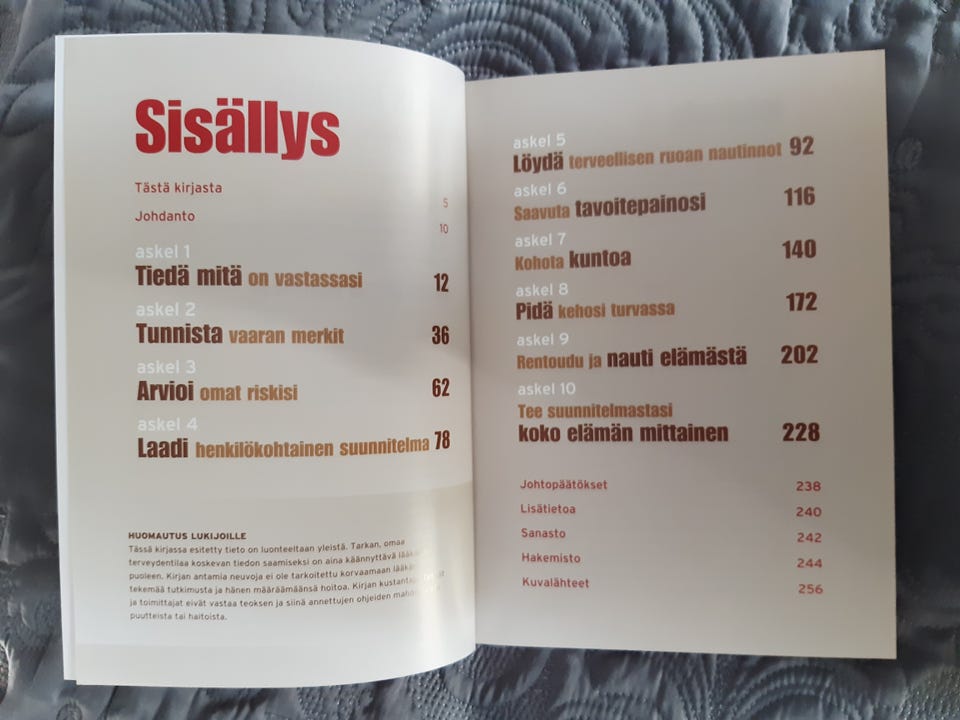 Sisällys
Tästä kirjasta 5
Johdanto 10
askel 1
Tiedä mitä on vastassasi 12
askel 2
Tunnista vaaran merkit 36
askel 3
Arvioi omat riskisi 62
askel 4
Laadi henkilökohtainen suunnitelma 78
HUOMAUTUS LUKIJOILLE
Tässä kirjassa esitetty tieto on luonteeltaan yleistä. Tarkan, omaa
terveydentilaa koskevan tiedon saamiseksi on aina käännyttävä
puoleen. Kirjan antamia neuvoja ei ole tarkoitettu korvaamaan
tekemää tutkimusta ja hänen määräämäänsä hoitoa. Kirjan
ja toimittajat eivät vastaa teoksen ja siinä annettujen ohjeiden
puutteista tai haitoista.
askel 5
Löydä terveellisen ruoan nautinnot 92
askel 6
Saavuta tavoitepainosi 116
askel 7
Kohota kuntoa 140
askel 8
Pidä kehosi turvassa 172
askel 9
Rentoudu ja nauti elämästä 202
askel 10
Tee suunnitelmastasi
koko elämän mittainen 228
Johtopäätökset 238
Lisätietoa 240
Sanasto 242
Hakemisto 244
Kuvalähteet 256